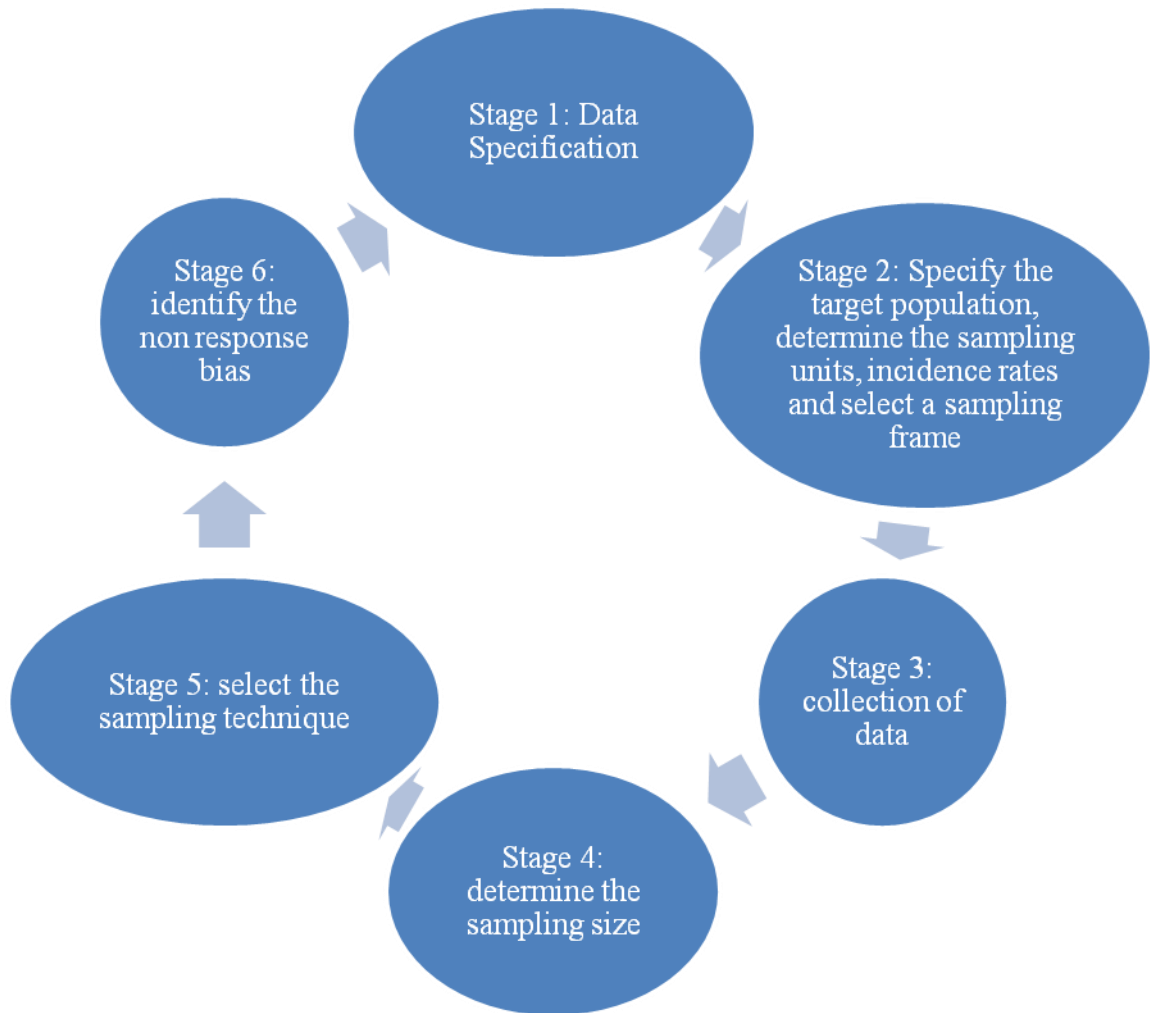 Stage 1: Data
Specification
Stage 2: Specify the
target population,
determine the sampling
units, incidence rates
and select a sampling
frame
Stage 3:
collection of
data
Stage 4:
determine the
sampling size
Stage 5: select the
sampling technique
Stage 6:
identify the
non response
bias